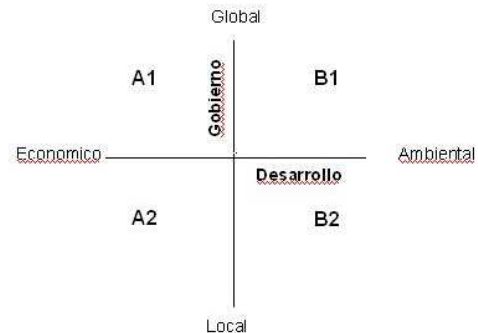 Global
A1
Gobierno
B1
Economico
Ambiental
Desarrollo
A2
B2
Local